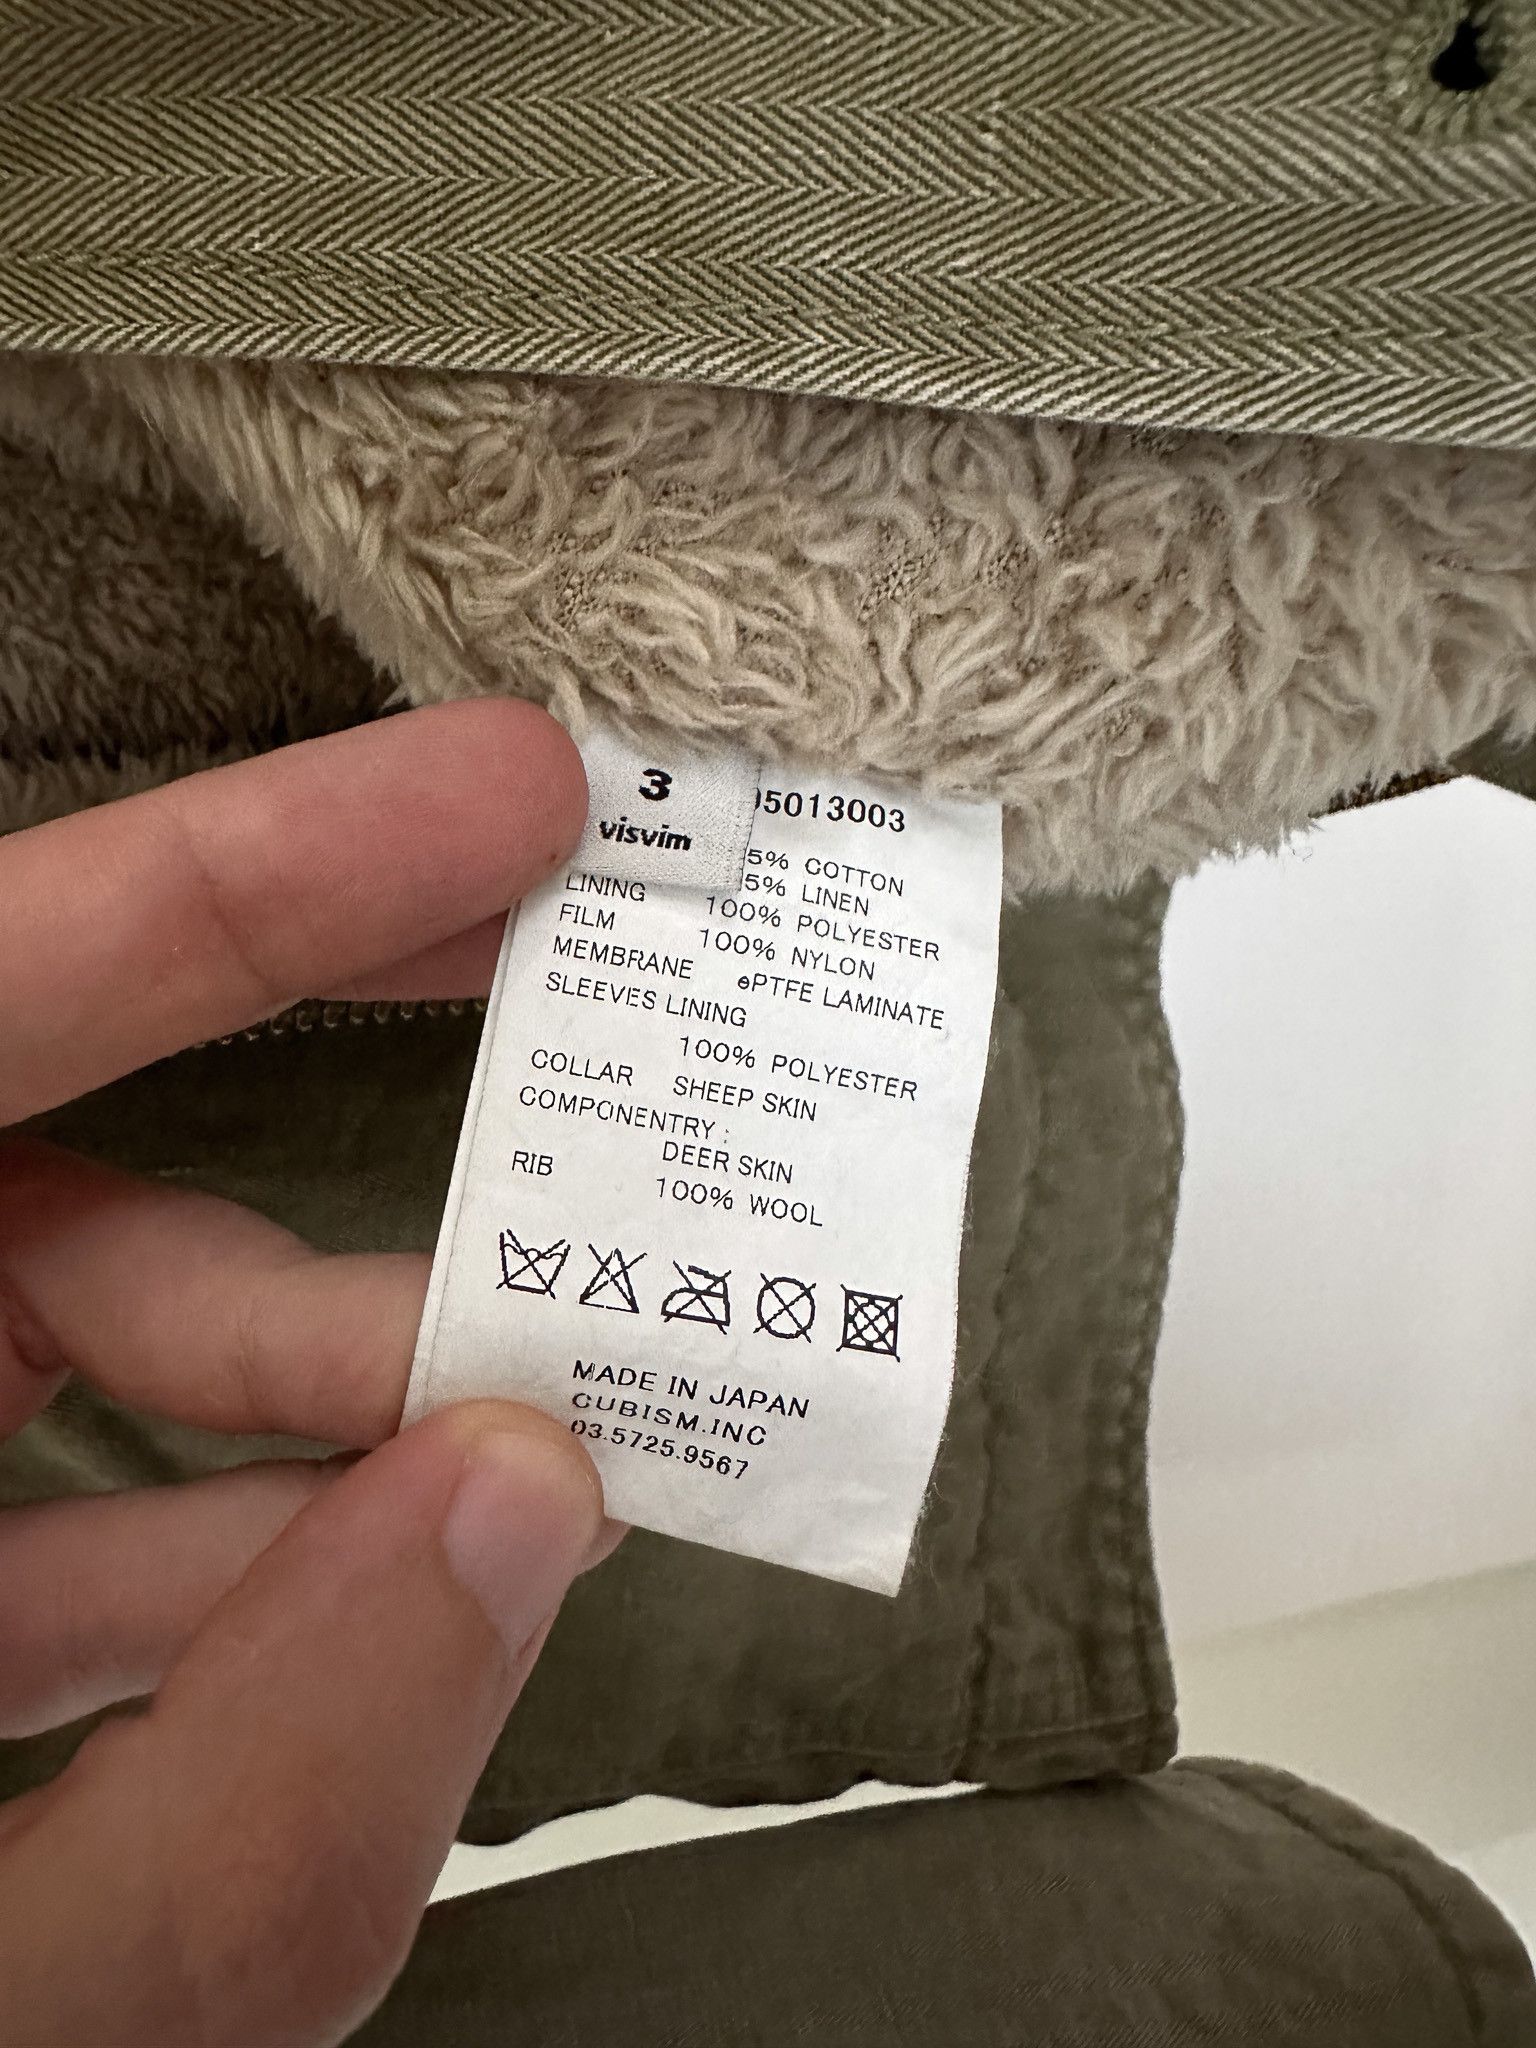 3
visvim
5013003
5% COTTON
5% LINEN
LINING 100% POLYESTER
FILM 100% NYLON
MEMBRANE ePTFE LAMINATE
SLEEVES LINING
100% POLYESTER
COLLAR SHEEP SKIN
COMPONENTRY :
DEER SKIN
RIB 100% WOOL
MADE IN JAPAN
CUBISM.INC
03.5725.9567